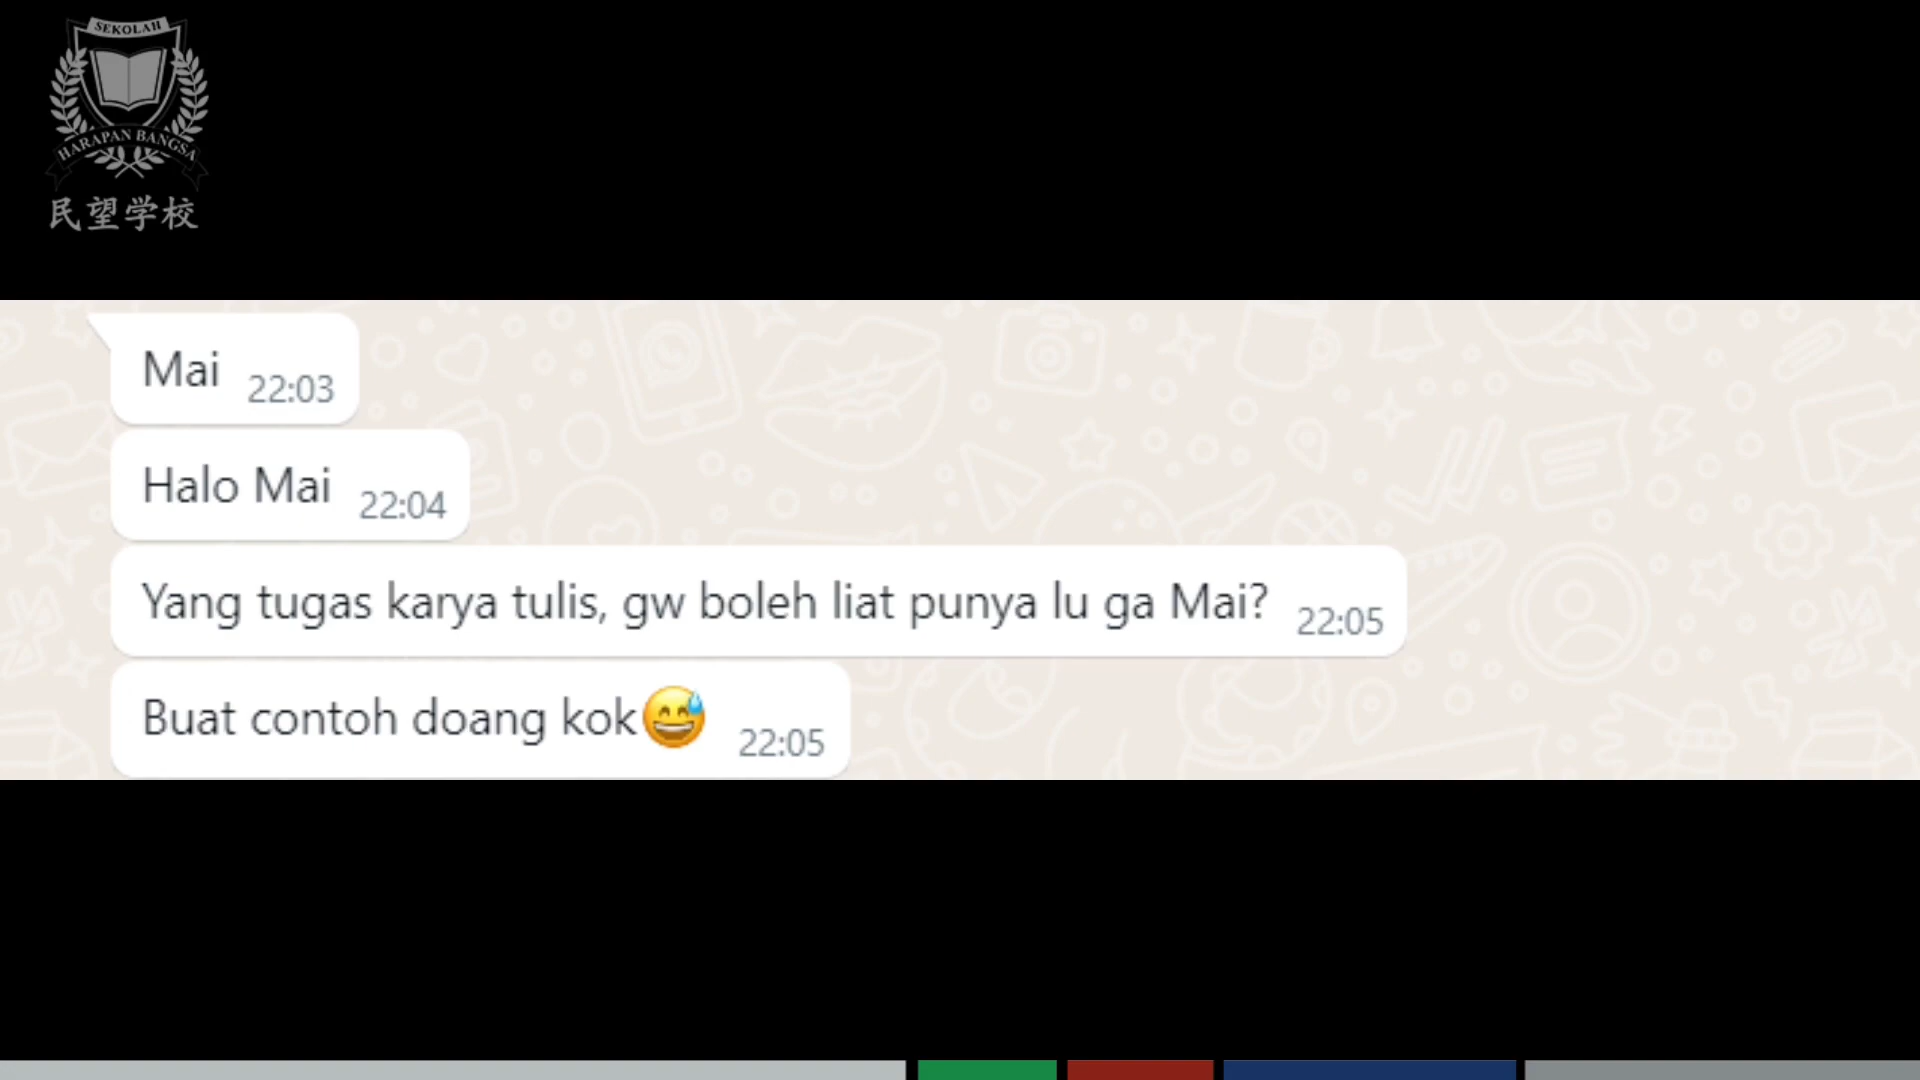 SEKOLAH
HARAPAN BANGSA
民望学校
Mai 22:03
Halo Mai 22:04
Yang tugas karya tulis, gw boleh liat punya lu ga Mai? 22:05
Buat contoh doang kok😅 22:05